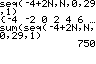 seq(-4+2N,N,0,29
,1)
{-4 -2 0 2 4 6 …
sum(seq(-4+2N,N,
0,29,1)
750